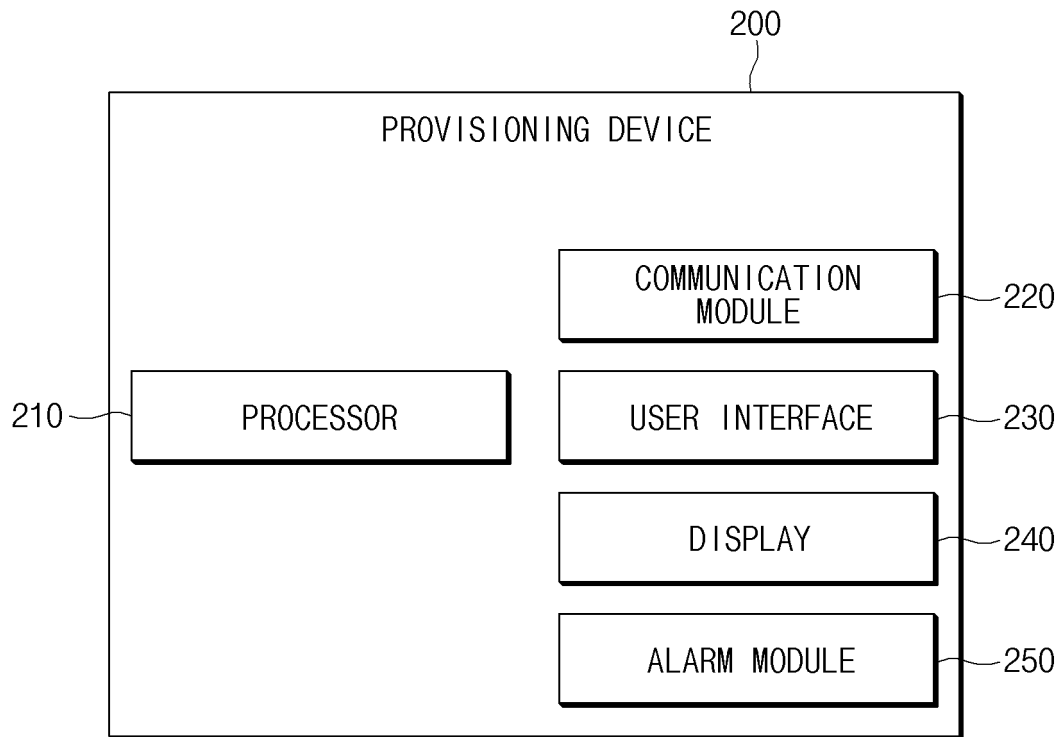 200
PROVISIONING DEVICE
COMMUNICATION
MODULE
220
210
PROCESSOR
USER INTERFACE
230
DISPLAY
240
ALARM MODULE
250